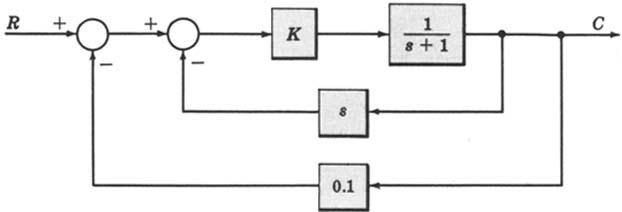 R + + K 1 C
s + 1
− −
s
0.1